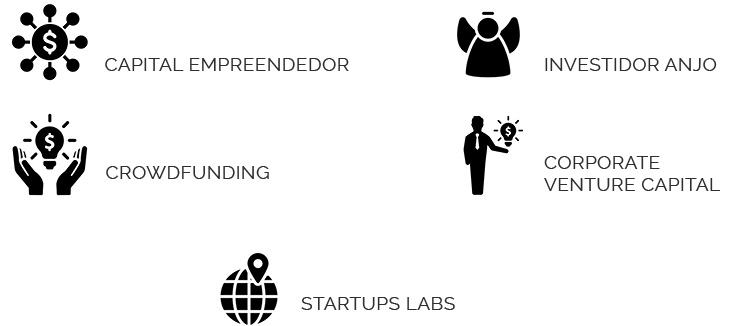 CAPITAL EMPREENDEDOR
INVESTIDOR ANJO
CROWDFUNDING
CORPORATE
VENTURE CAPITAL
STARTUPS LABS